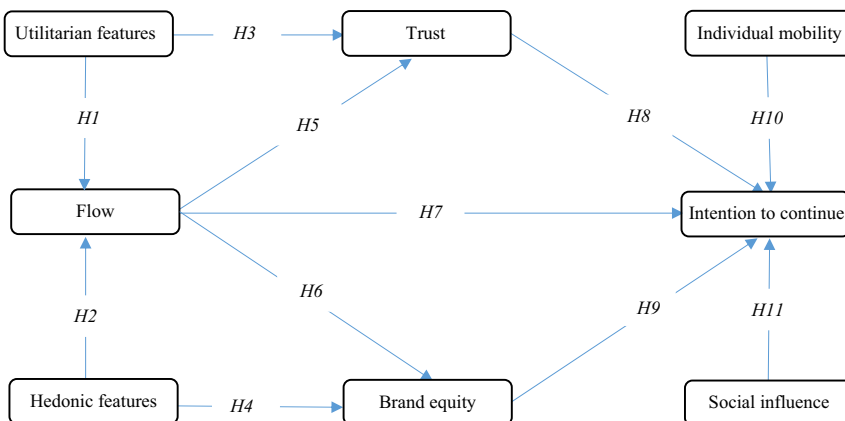 Utilitarian features
H3
Trust
Individual mobility
H1
H5
H8
H10
Flow
H7
Intention to continue
H2
H6
H9
H11
Hedonic features
H4
Brand equity
Social influence